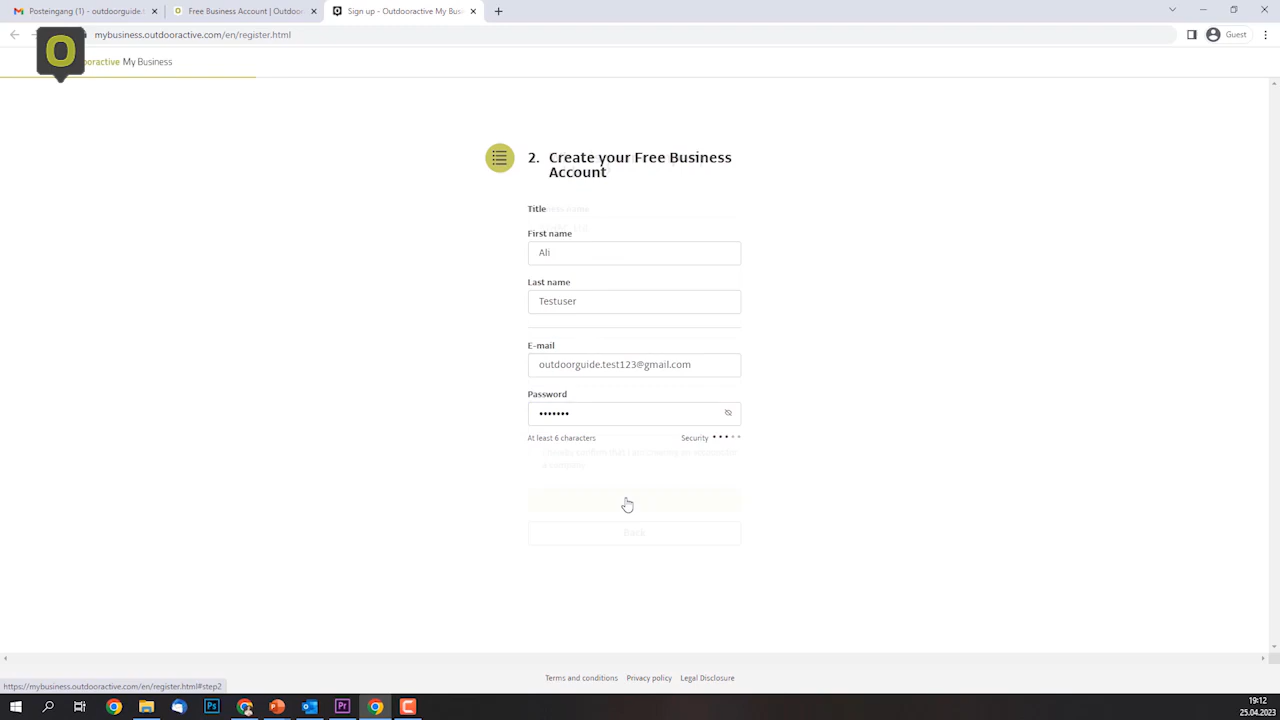 Posteingang (1) - outdoorguide.t
Free Business Account | Outdoor
Sign up - Outdooractive My Busi
mybusiness.outdooractive.com/en/register.html
Guest
O
My Business
2. Create your Free Business
Account
Title
First name
Ali
Last name
Testuser
E-mail
outdoorguide.test123@gmail.com
Password
•••••••
At least 6 characters
Security
Back
https://mybusiness.outdooractive.com/en/register.html#step2
Terms and conditions
Privacy policy
Legal Disclosure
19:12
25.04.2023